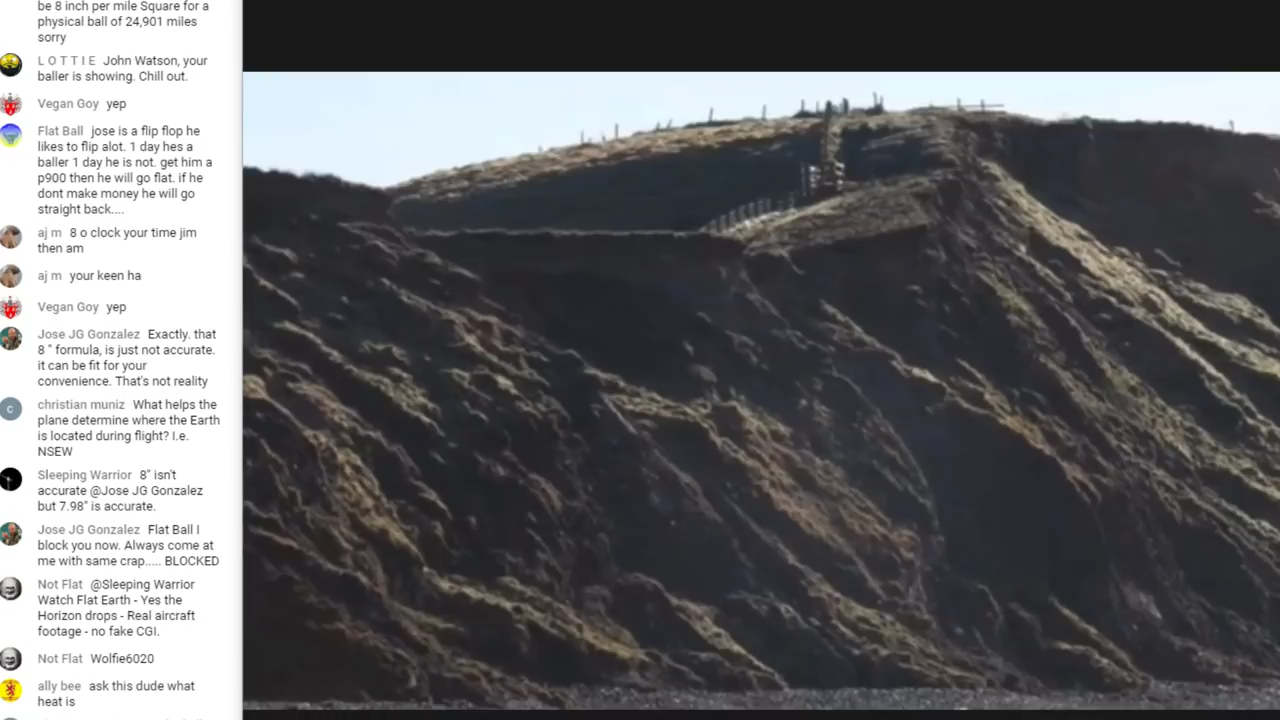 be 8 inch per mile Square for a
physical ball of 24,901 miles
sorry
L O T T I E John Watson, your
baller is showing. Chill out.
Vegan Goy yep
Flat Ball jose is a flip flop he
likes to flip alot. 1 day hes a
baller 1 day he is not. get him a
p900 then he will go flat. if he
dont make money he will go
straight back....
aj m 8 o clock your time jim
then am
aj m your keen ha
Vegan Goy yep
Jose JG Gonzalez Exactly. that
8 " formula, is just not accurate.
it can be fit for your
convenience. That's not reality
c
christian muniz What helps the
plane determine where the Earth
is located during flight? I.e.
NSEW
Sleeping Warrior 8" isn't
accurate @Jose JG Gonzalez
but 7.98" is accurate.
Jose JG Gonzalez Flat Ball I
block you now. Always come at
me with same crap..... BLOCKED
Not Flat @Sleeping Warrior
Watch Flat Earth - Yes the
Horizon drops - Real aircraft
footage - no fake CGI.
Not Flat Wolfie6020
ally bee ask this dude what
heat is